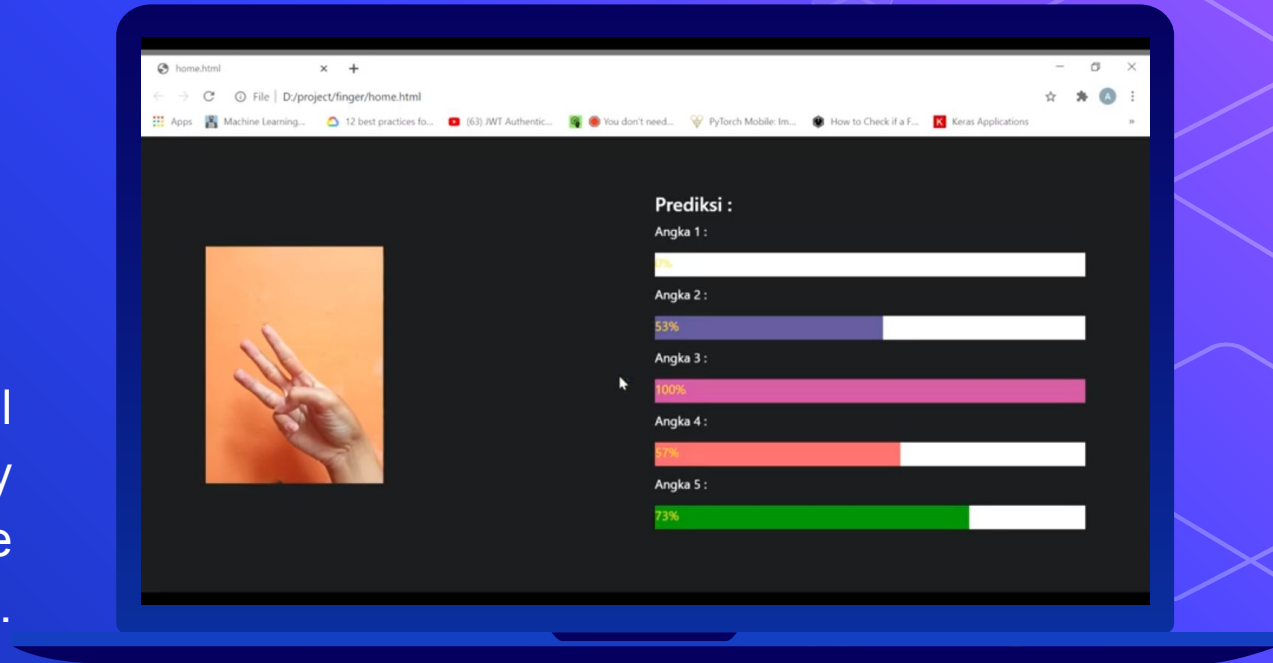 home.html
File | D:/project/finger/home.html
Apps Machine Learning... 12 best practices fo... (63) JWT Authentic... You don't need... PyTorch Mobile: Im... How to Check if a F... Keras Applications »
A
K
Prediksi :
Angka 1 :
0%
Angka 2 :
53%
Angka 3 :
100%
Angka 4 :
57%
Angka 5 :
73%
l
y
e
.